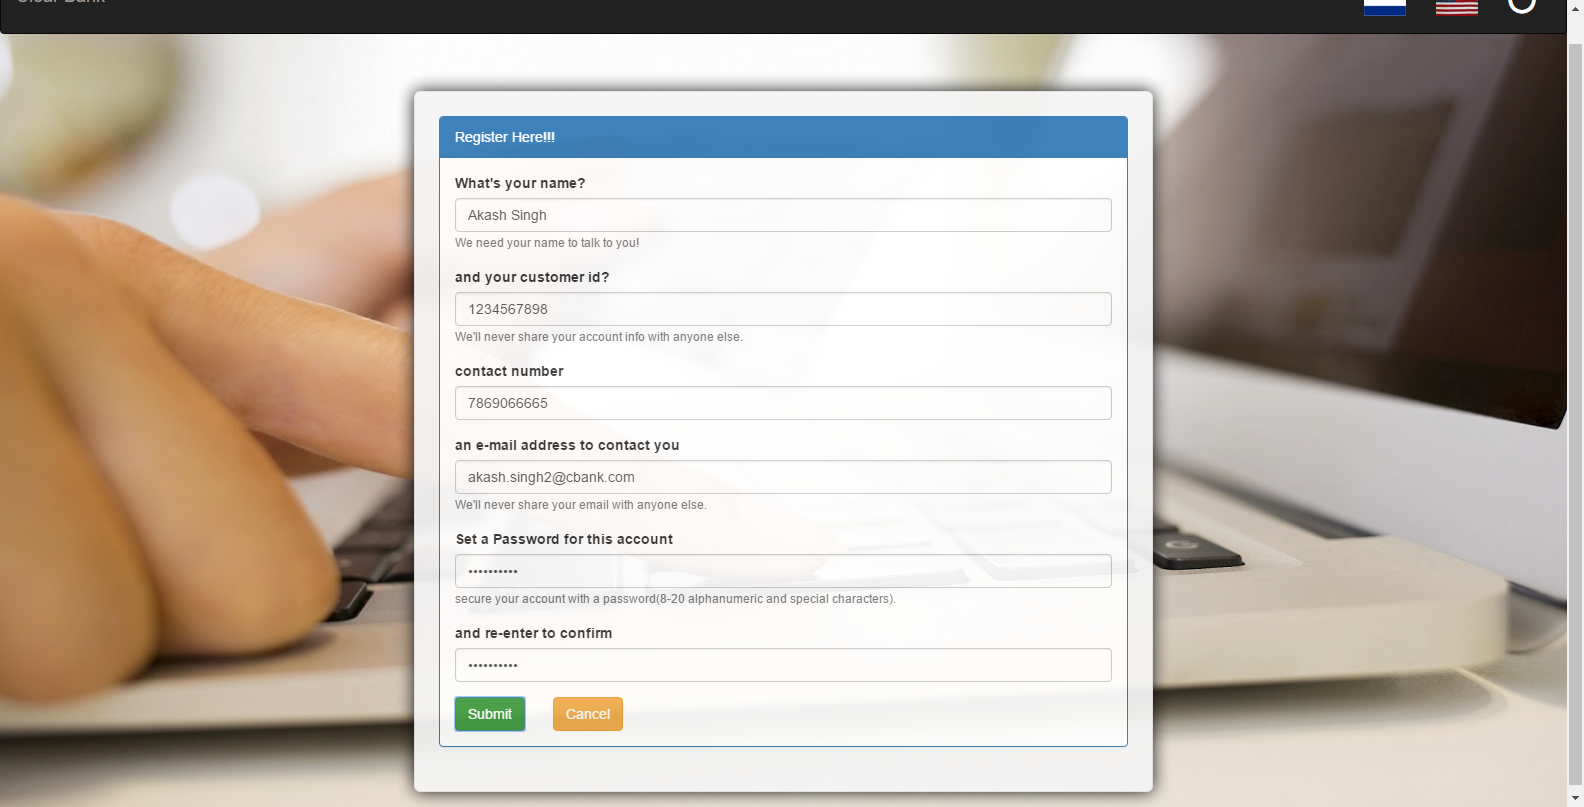 Register Here!!!
What's your name?
Akash Singh
We need your name to talk to you!
and your customer id?
1234567898
We'll never share your account info with anyone else.
contact number
7869066665
an e-mail address to contact you
akash.singh2@cbank.com
We'll never share your email with anyone else.
Set a Password for this account
••••••••••
secure your account with a password(8-20 alphanumeric and special characters).
and re-enter to confirm
••••••••••
Submit Cancel